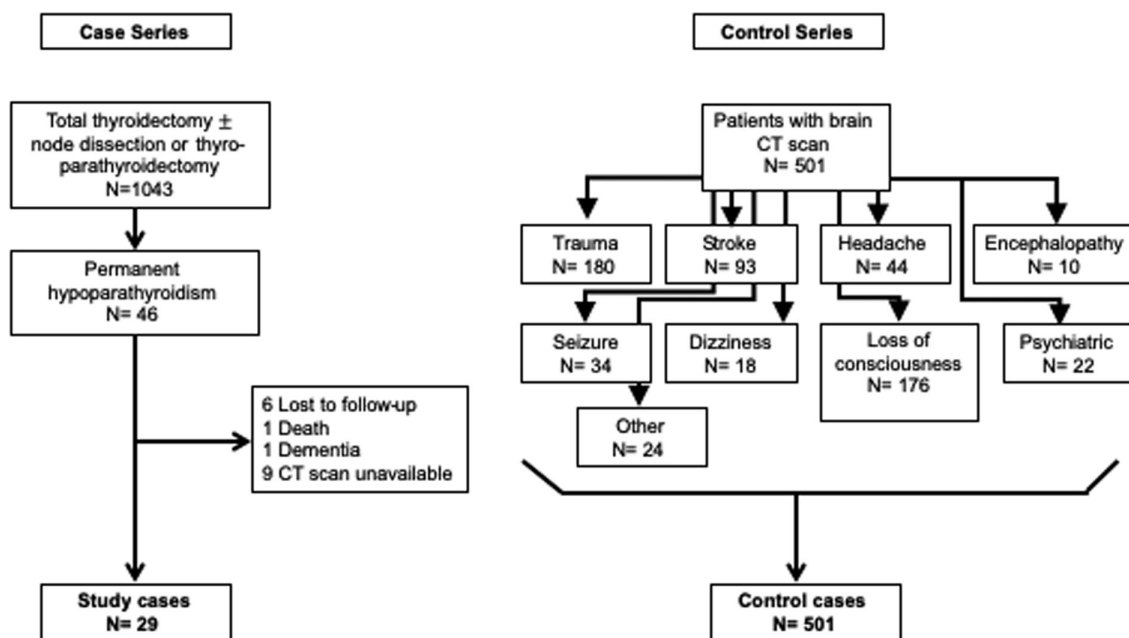 Case Series
Control Series
Total thyroidectomy ±
node dissection or thyro-
parathyroidectomy
N=1043
Permanent
hypoparathyroidism
N= 46
6 Lost to follow-up
1 Death
1 Dementia
9 CT scan unavailable
Study cases
N= 29
Patients with brain
CT scan
N= 501
Trauma
N= 180
Stroke
N= 93
Headache
N= 44
Encephalopathy
N= 10
Seizure
N= 34
Dizziness
N= 18
Loss of
consciousness
N= 176
Psychiatric
N= 22
Other
N= 24
Control cases
N= 501